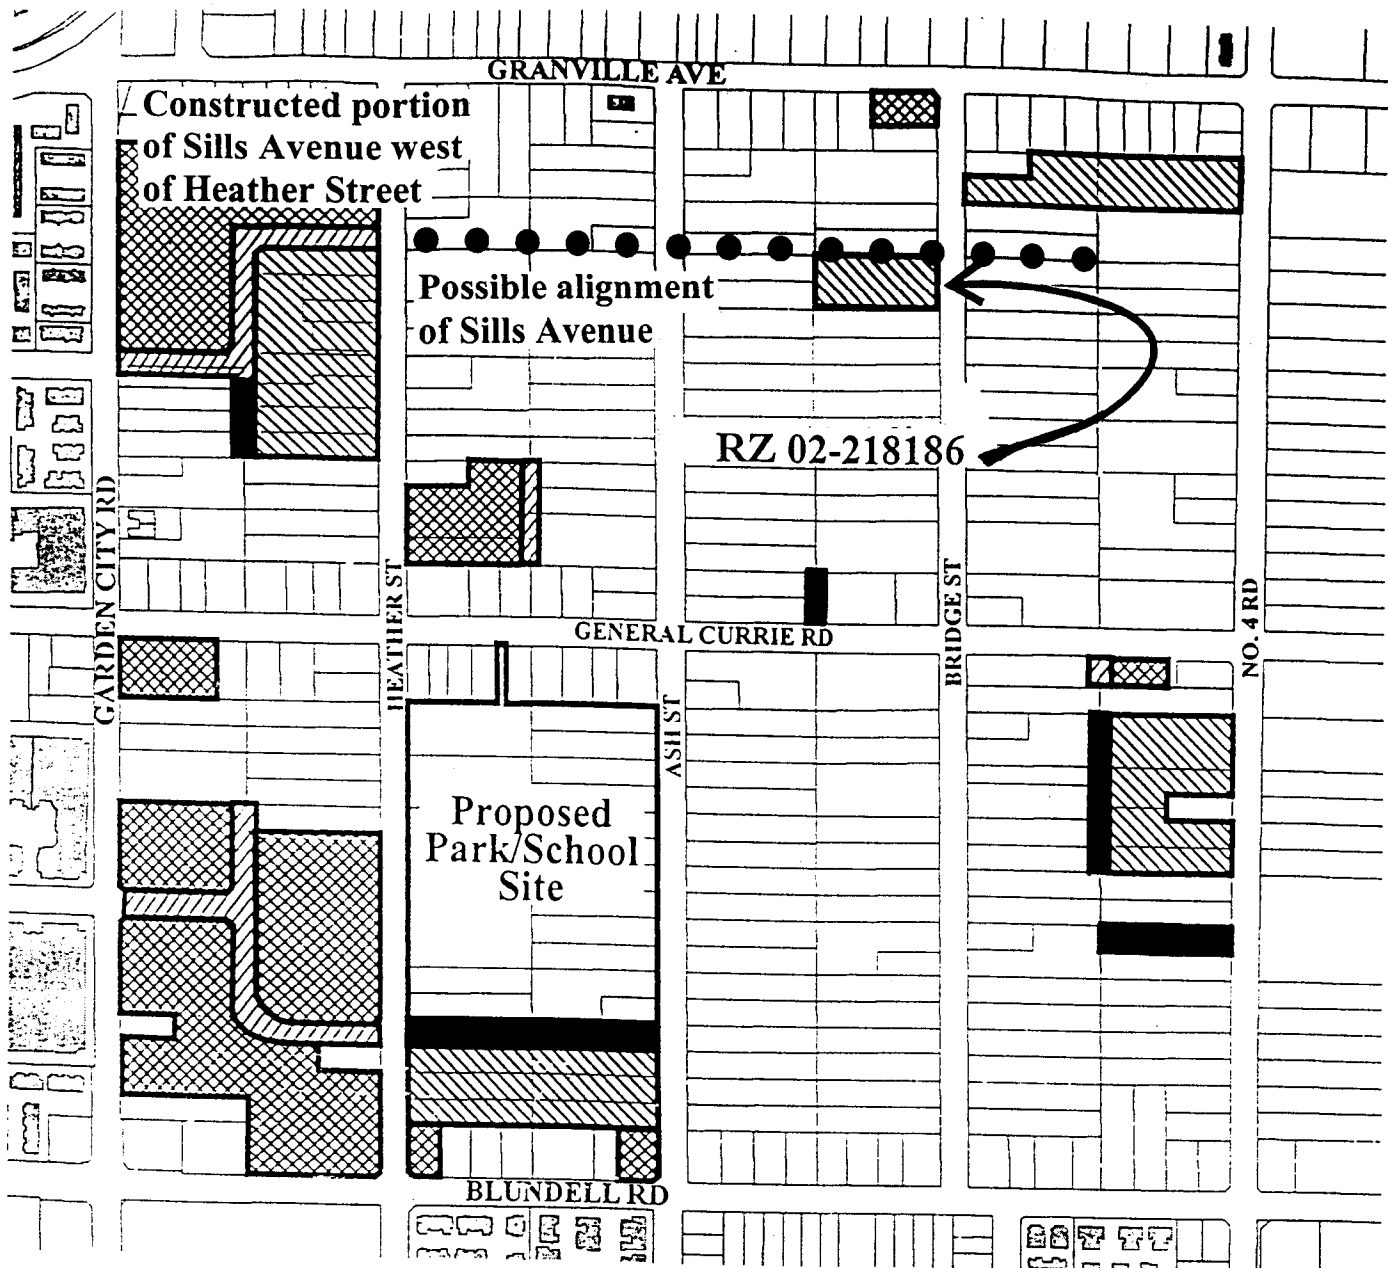 GRANVILLE AVE
Constructed portion
of Sills Avenue west
of Heather Street
Possible alignment
of Sills Avenue
RZ 02-218186
GARDEN CITY RD
HEATHER ST
GENERAL CURRIE RD
BRIDGE ST
NO. 4 RD
ASH ST
Proposed
Park/School
Site
BLUNDELL RD